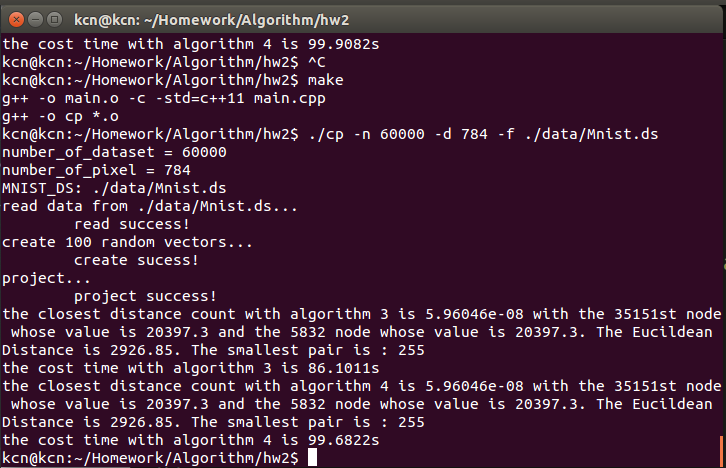 kcn@kcn: ~/Homework/Algorithm/hw2
the cost time with algorithm 4 is 99.9082s
kcn@kcn:~/Homework/Algorithm/hw2$ ^C
kcn@kcn:~/Homework/Algorithm/hw2$ make
g++ -o main.o -c -std=c++11 main.cpp
g++ -o cp *.o
kcn@kcn:~/Homework/Algorithm/hw2$ ./cp -n 60000 -d 784 -f ./data/Mnist.ds
number_of_dataset = 60000
number_of_pixel = 784
MNIST_DS: ./data/Mnist.ds
read data from ./data/Mnist.ds...
        read success!
create 100 random vectors...
        create sucess!
project...
        project success!
the closest distance count with algorithm 3 is 5.96046e-08 with the 35151st node
 whose value is 20397.3 and the 5832 node whose value is 20397.3. The Eucildean
Distance is 2926.85. The smallest pair is : 255
the cost time with algorithm 3 is 86.1011s
the closest distance count with algorithm 4 is 5.96046e-08 with the 35151st node
 whose value is 20397.3 and the 5832 node whose value is 20397.3. The Eucildean
Distance is 2926.85. The smallest pair is : 255
the cost time with algorithm 4 is 99.6822s
kcn@kcn:~/Homework/Algorithm/hw2$